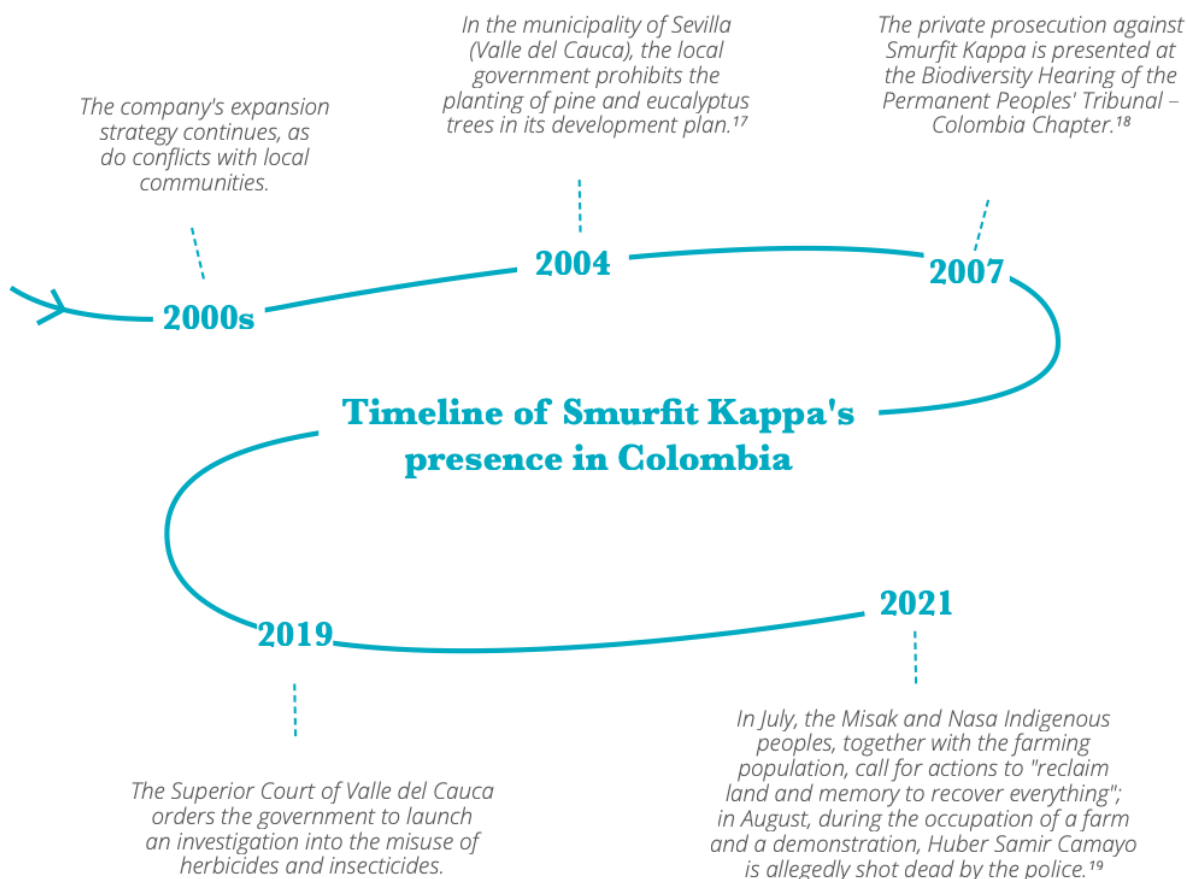 The company's expansion
strategy continues, as
do conflicts with local
communities.
2000s
In the municipality of Sevilla
(Valle del Cauca), the local
government prohibits the
planting of pine and eucalyptus
trees in its development plan.¹⁷
2004
The private prosecution against
Smurfit Kappa is presented at
the Biodiversity Hearing of the
Permanent Peoples' Tribunal –
Colombia Chapter.¹⁸
2007
Timeline of Smurfit Kappa's
presence in Colombia
2019
The Superior Court of Valle del Cauca
orders the government to launch
an investigation into the misuse of
herbicides and insecticides.
2021
In July, the Misak and Nasa Indigenous
peoples, together with the farming
population, call for actions to "reclaim
land and memory to recover everything";
in August, during the occupation of a farm
and a demonstration, Huber Samir Camayo
is allegedly shot dead by the police.¹⁹